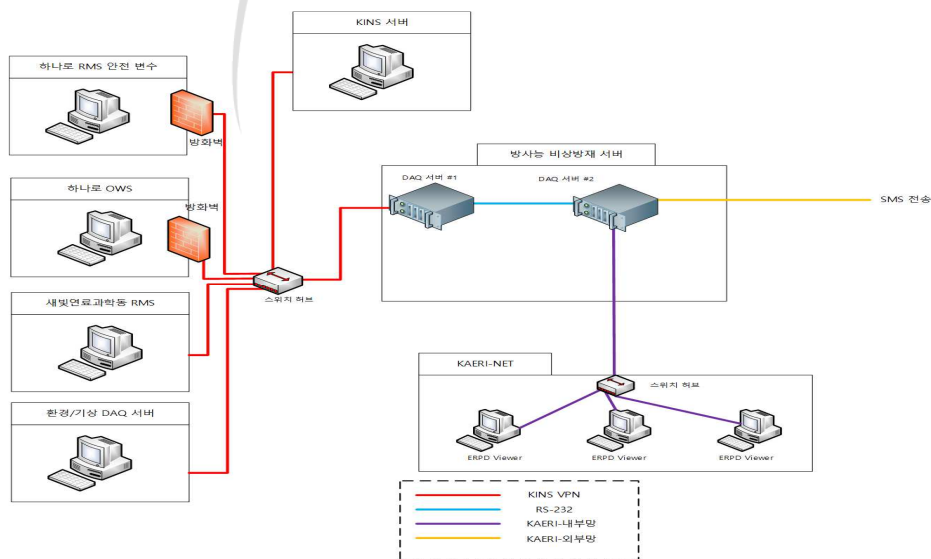 KINS 서버
하나로 RMS 안전 변수
방화벽
방사능 비상방재 서버
DAQ 서버 #1
DAQ 서버 #2
하나로 OWS
방화벽
SMS 전송
스위치 허브
새빛연료과학동 RMS
KAERI-NET
스위치 허브
환경/기상 DAQ 서버
ERPD Viewer
ERPD Viewer
ERPD Viewer
KINS VPN
RS-232
KAERI-내부망
KAERI-외부망